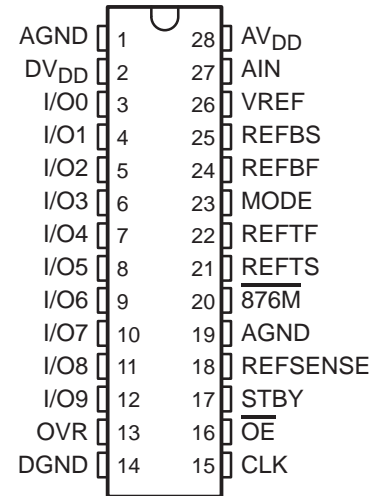 AGND 1 28 AVDD
DVDD 2 27 AIN
I/O0 3 26 VREF
I/O1 4 25 REFBS
I/O2 5 24 REFBF
I/O3 6 23 MODE
I/O4 7 22 REFTF
I/O5 8 21 REFTS
I/O6 9 20 876M
I/O7 10 19 AGND
I/O8 11 18 REFSENSE
I/O9 12 17 STBY
OVR 13 16 OE
DGND 14 15 CLK